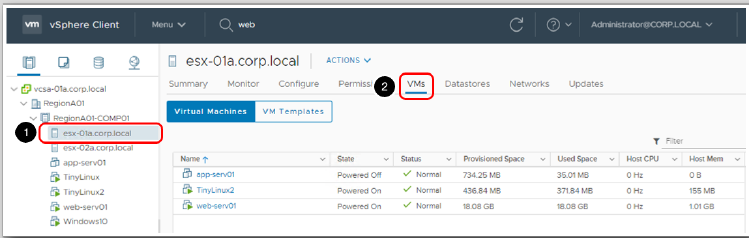 vm vSphere Client Menu web Administrator@CORP.LOCAL
esx-01a.corp.local ACTIONS
Summary Monitor Configure Permissi 2 VMs Datastores Networks Updates
Virtual Machines VM Templates
vcsa-01a.corp.local
RegionA01
RegionA01-COMP01
1 esx-01a.corp.local
esx-02a.corp.local
app-serv01
TinyLinux
TinyLinux2
web-serv01
Windows10
Filter
Name State Status Provisioned Space Used Space Host CPU Host Mem
app-serv01 Powered Off Normal 734.25 MB 35.01 MB 0 Hz 0 B
TinyLinux2 Powered On Normal 436.84 MB 371.84 MB 0 Hz 155 MB
web-serv01 Powered On Normal 18.08 GB 18.08 GB 0 Hz 1.01 GB